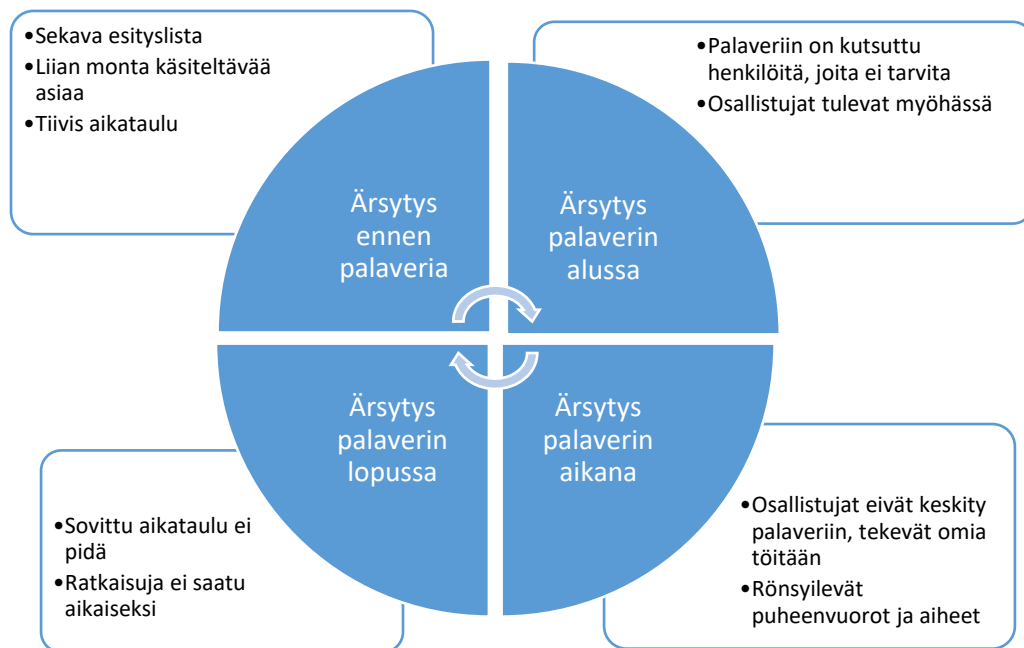 •Sekava esityslista
•Liian monta käsiteltävää
asiaa
•Tiivis aikataulu
•Palaveriin on kutsuttu
henkilöitä, joita ei tarvita
•Osallistujat tulevat myöhässä
Ärsytys
ennen
palaveria
Ärsytys
palaverin
alussa
Ärsytys
palaverin
lopussa
Ärsytys
palaverin
aikana
•Sovittu aikataulu ei
pidä
•Ratkaisuja ei saatu
aikaiseksi
•Osallistujat eivät keskity
palaveriin, tekevät omia
töitään
•Rönsyilevät
puheenvuorot ja aiheet